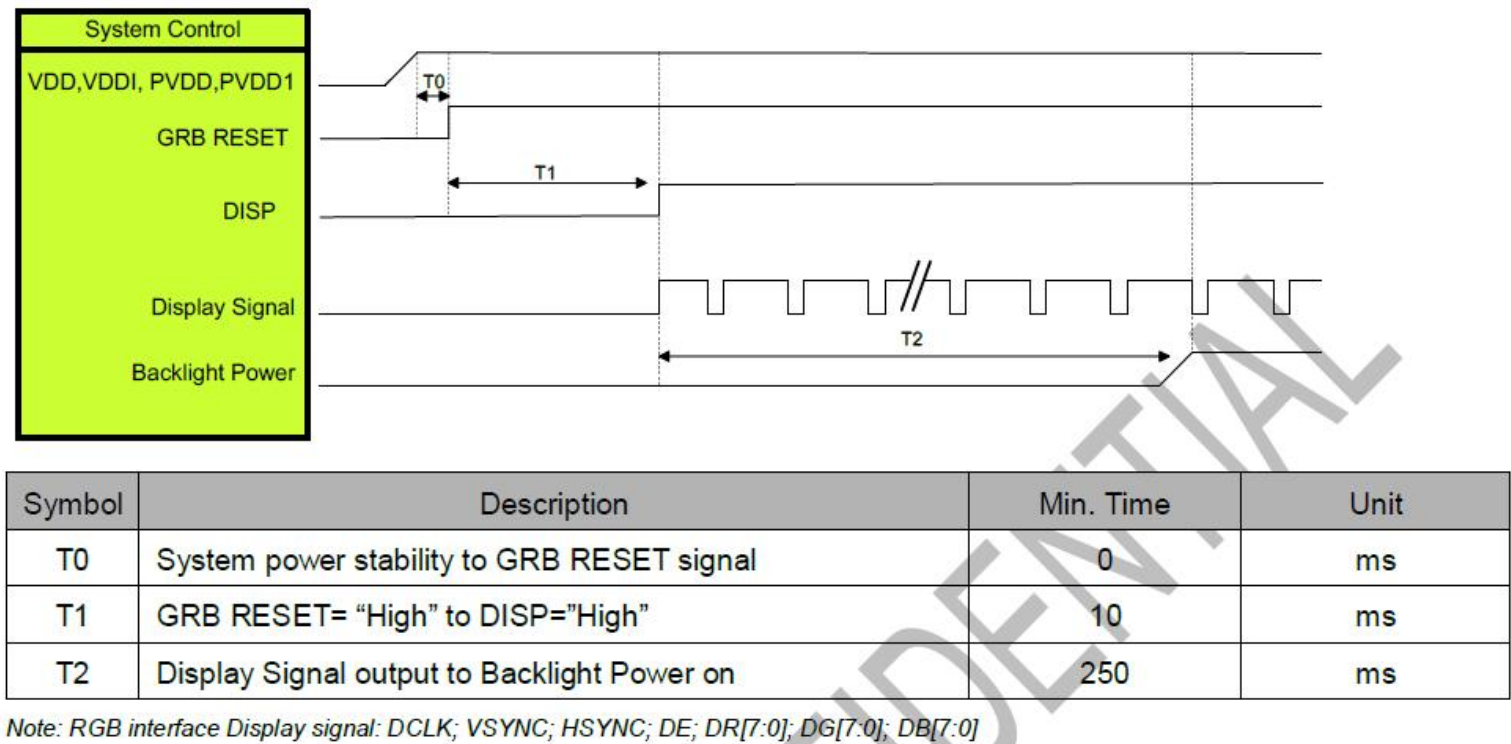 System Control
VDD,VDDI, PVDD,PVDD1
T0
GRB RESET
T1
DISP
Display Signal
T2
Backlight Power
Symbol Description Min. Time Unit
T0 System power stability to GRB RESET signal 0 ms
T1 GRB RESET= “High” to DISP=”High” 10 ms
T2 Display Signal output to Backlight Power on 250 ms
Note: RGB interface Display signal: DCLK; VSYNC; HSYNC; DE; DR[7:0]; DG[7:0]; DB[7:0]
FIDENTIAL